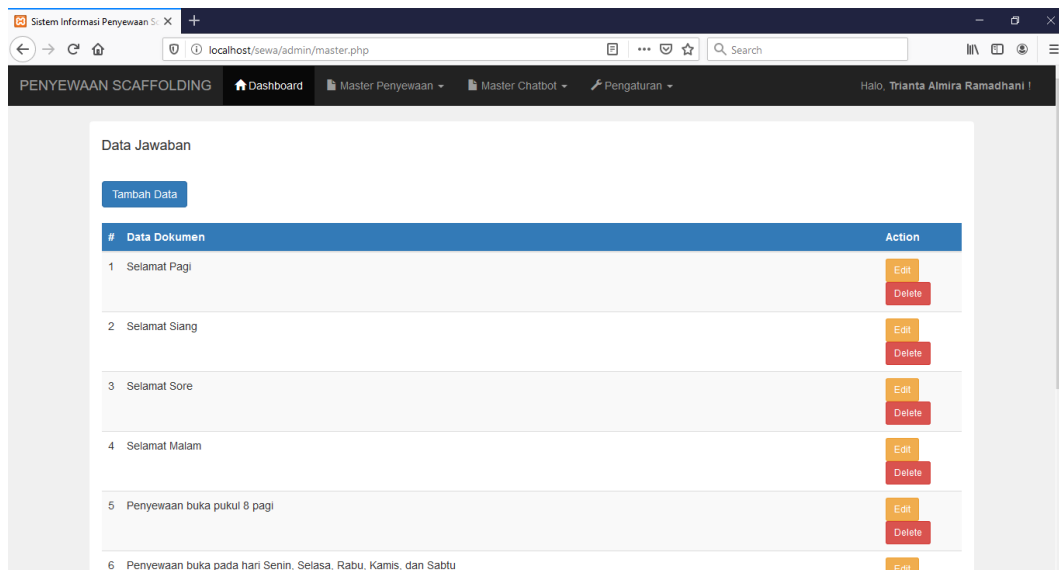 Sistem Informasi Penyewaan S
localhost/sewa/admin/master.php
Search
PENYEWAAN SCAFFOLDING Dashboard Master Penyewaan Master Chatbot Pengaturan Halo, Trianta Almira Ramadhani !
Data Jawaban
Tambah Data
# Data Dokumen Action
1 Selamat Pagi Edit
Delete
2 Selamat Siang Edit
Delete
3 Selamat Sore Edit
Delete
4 Selamat Malam Edit
Delete
5 Penyewaan buka pukul 8 pagi Edit
Delete
6 Penyewaan buka pada hari Senin, Selasa, Rabu, Kamis, dan Sabtu Edit